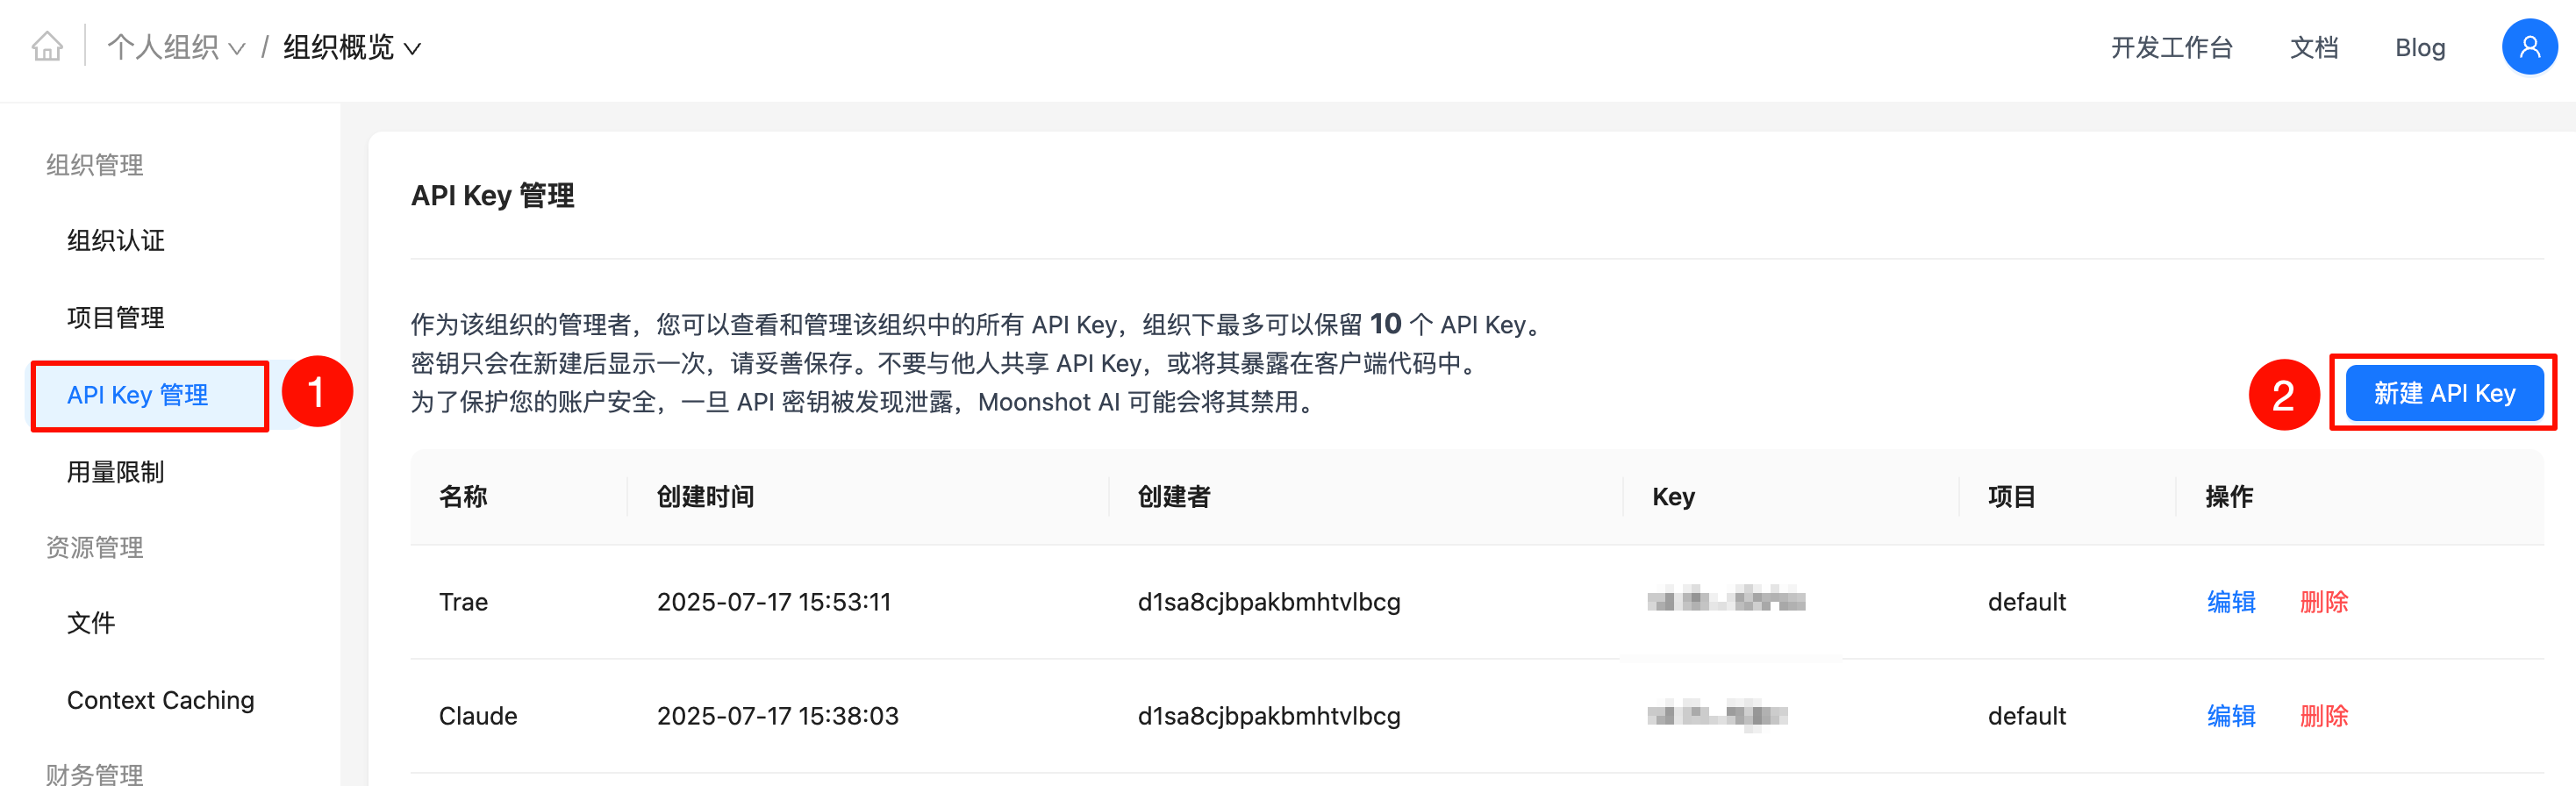 个人组织 / 组织概览
开发工作台 文档 Blog
组织管理
组织认证
项目管理
API Key 管理
1
用量限制
资源管理
文件
Context Caching
财务管理
API Key 管理
作为该组织的管理者，您可以查看和管理该组织中的所有 API Key，组织下最多可以保留 10 个 API Key。
密钥只会在新建后显示一次，请妥善保存。不要与他人共享 API Key，或将其暴露在客户端代码中。
为了保护您的账户安全，一旦 API 密钥被发现泄露，Moonshot AI 可能会将其禁用。
2
新建 API Key
名称 创建时间 创建者 Key 项目 操作
Trae 2025-07-17 15:53:11 d1sa8cjbpakbmhtvlbcg default 编辑 删除
Claude 2025-07-17 15:38:03 d1sa8cjbpakbmhtvlbcg default 编辑 删除